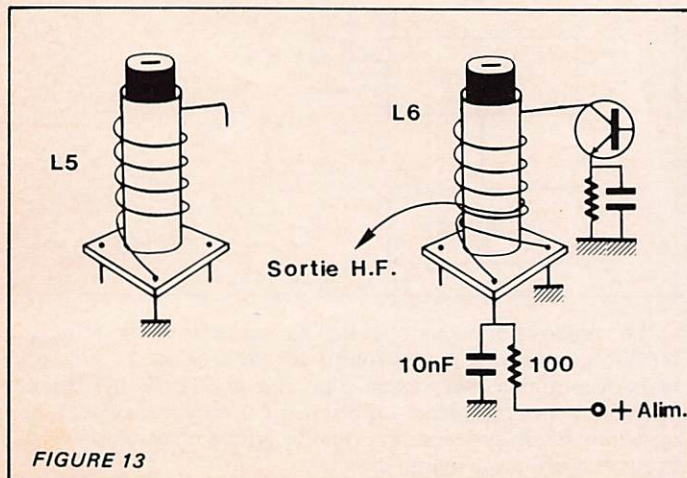 L5
L6
Sortie H.F.
10nF
100
+ Alim.
FIGURE 13